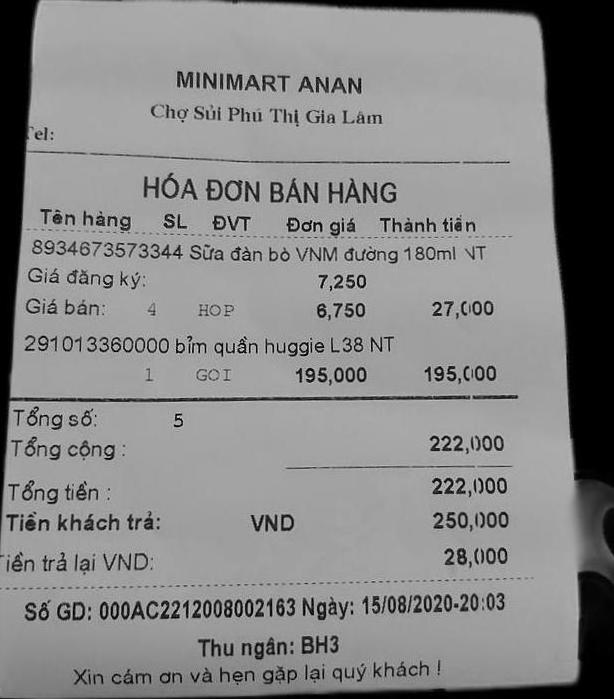 MINIMART ANAN
Chợ Sủi Phú Thị Gia Lâm
Tel:
HÓA ĐƠN BÁN HÀNG
Tên hàng SL ĐVT Đơn giá Thành tiền
8934673573344 Sữa đàn bò VNM đường 180ml NT
Giá đăng ký: 7,250
Giá bán: 4 HOP 6,750 27,000
291013360000 bỉm quần huggie L38 NT
1 GOI 195,000 195,000
Tổng số: 5
Tổng cộng : 222,000
Tổng tiền : 222,000
Tiền khách trả: VND 250,000
Tiền trả lại VND: 28,000
Số GD: 000AC2212008002163 Ngày: 15/08/2020-20:03
Thu ngân: BH3
Xin cám ơn và hẹn gặp lại quý khách !